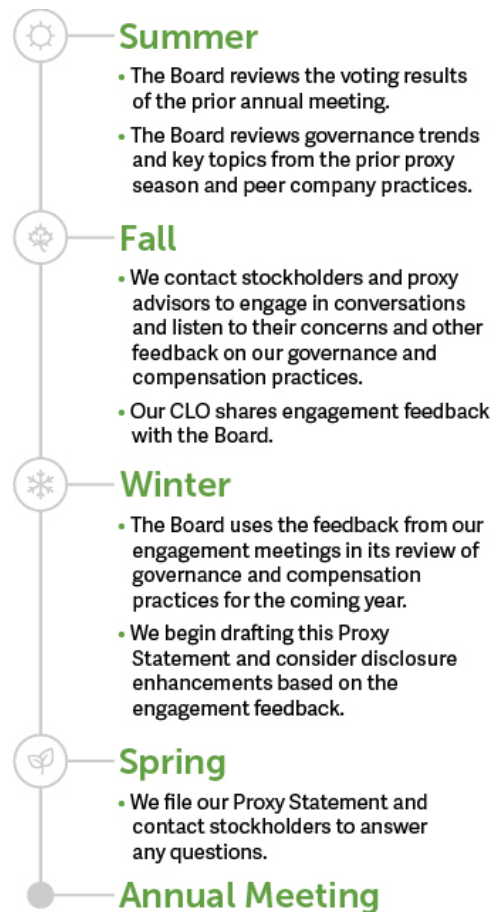 Summer
• The Board reviews the voting results
of the prior annual meeting.
• The Board reviews governance trends
and key topics from the prior proxy
season and peer company practices.
Fall
• We contact stockholders and proxy
advisors to engage in conversations
and listen to their concerns and other
feedback on our governance and
compensation practices.
• Our CLO shares engagement feedback
with the Board.
Winter
• The Board uses the feedback from our
engagement meetings in its review of
governance and compensation
practices for the coming year.
• We begin drafting this Proxy
Statement and consider disclosure
enhancements based on the
engagement feedback.
Spring
• We file our Proxy Statement and
contact stockholders to answer
any questions.
Annual Meeting